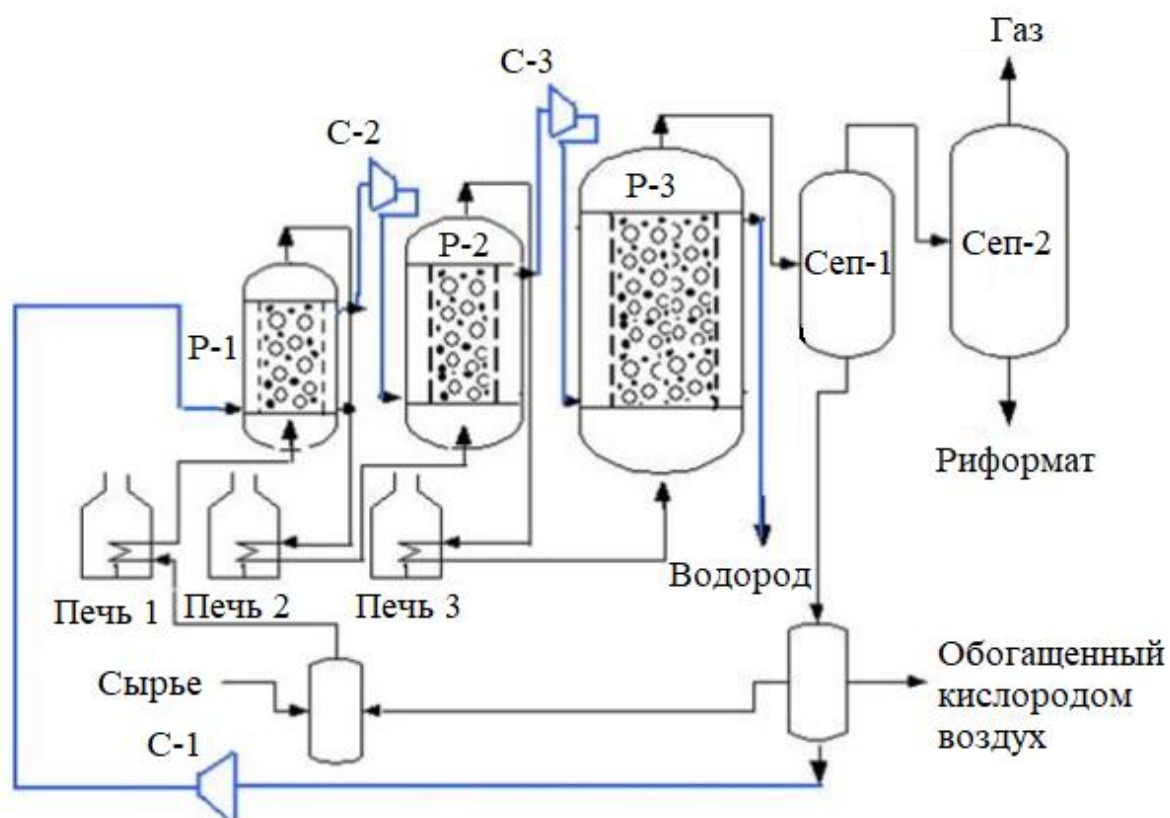 Газ
С-3
С-2
Р-3
Р-2
Сеп-1
Сеп-2
Р-1
Риформат
Водород
Печь 1
Печь 2
Печь 3
Сырье
Обогащенный
кислородом
воздух
С-1